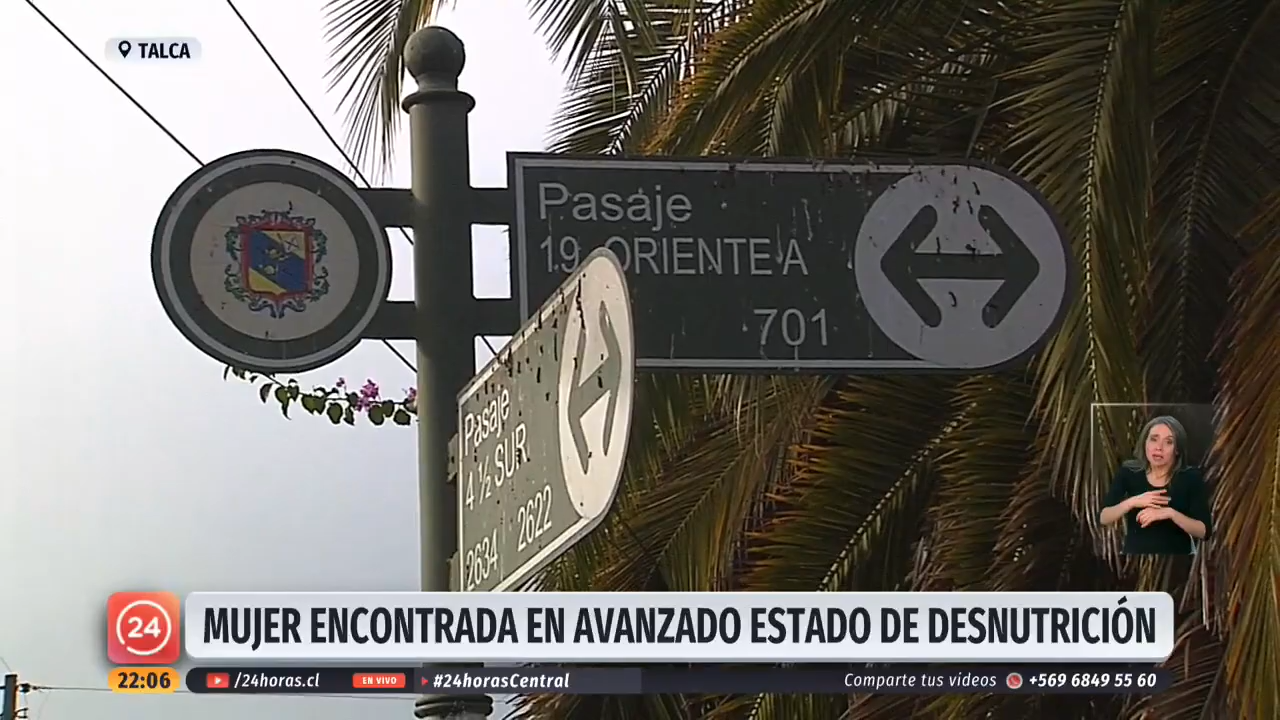 TALCA
Pasaje
19 ORIENTE A
701
Pasaje
4 ½ SUR
2634 2622
24
MUJER ENCONTRADA EN AVANZADO ESTADO DE DESNUTRICIÓN
22:06
/24horas.cl
EN VIVO
#24horasCentral
Comparte tus videos
+569 6849 55 60